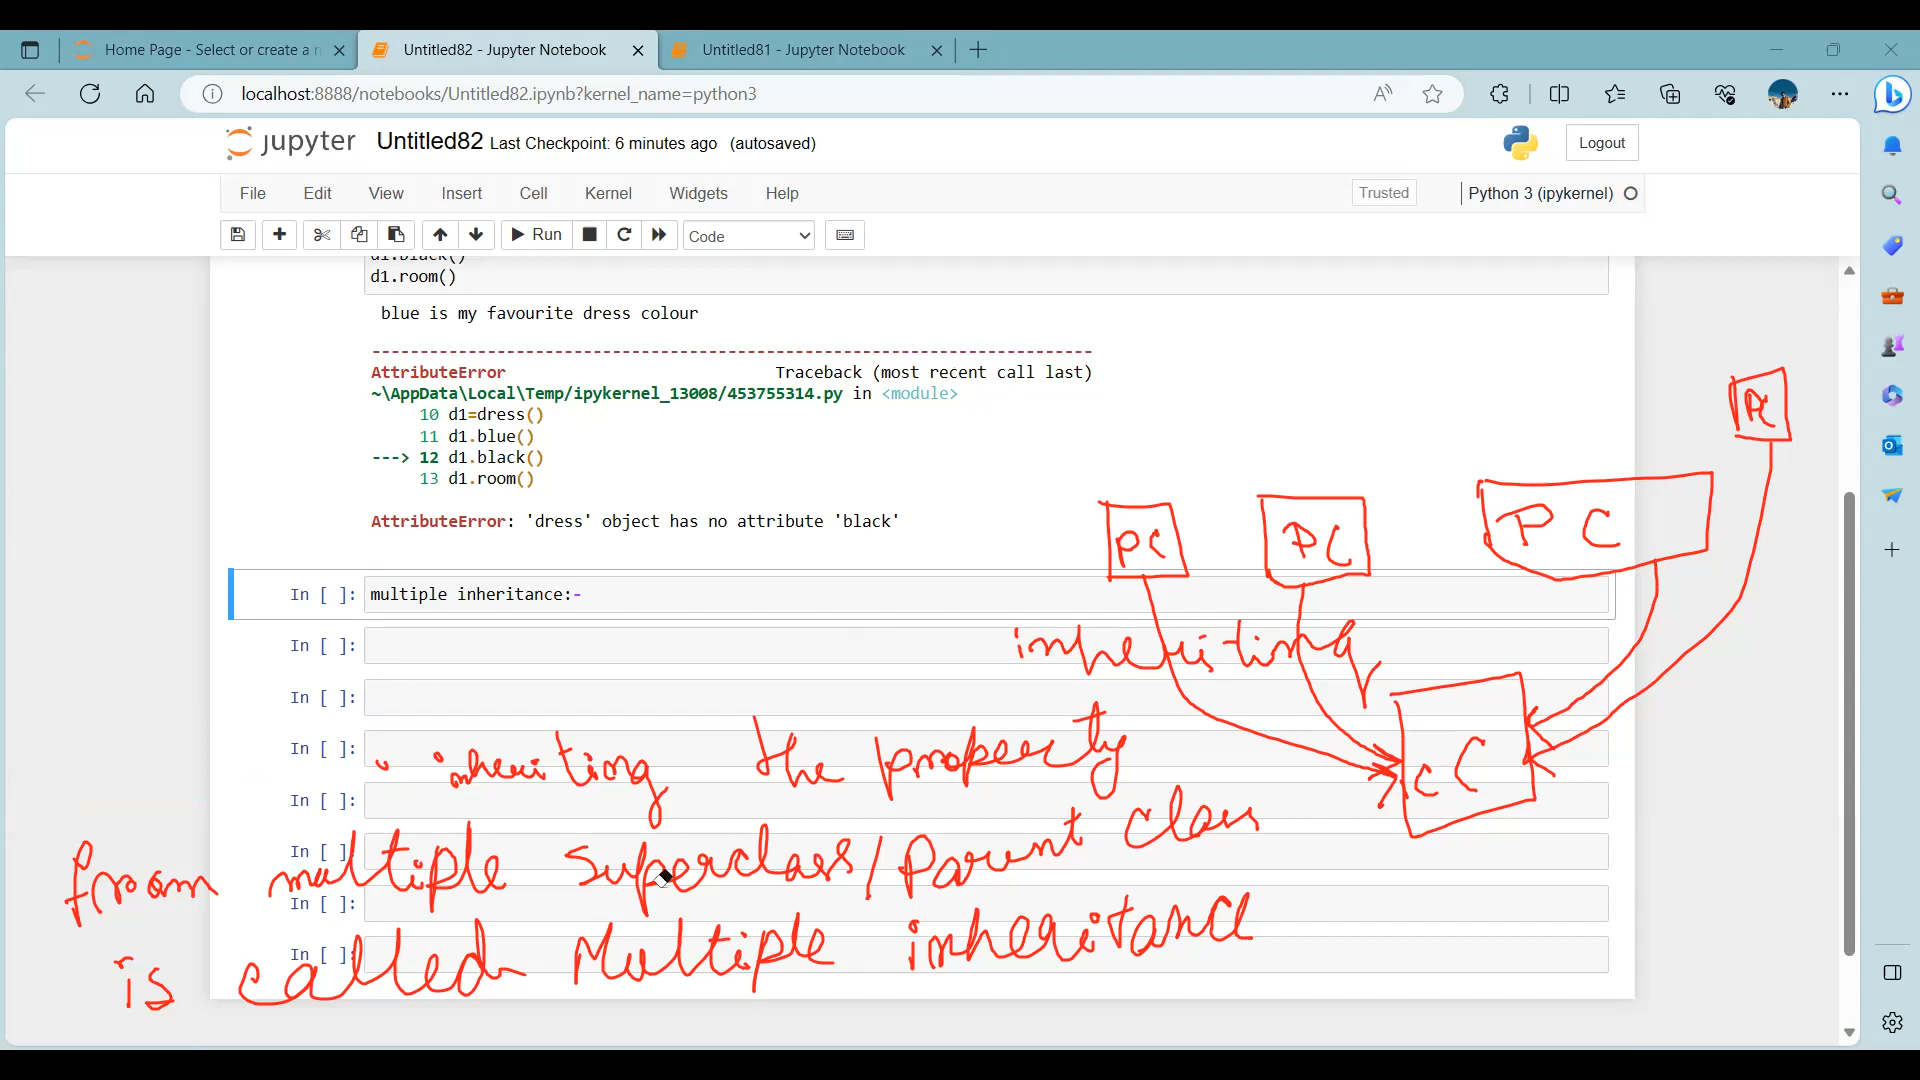 Home Page - Select or create a n
Untitled82 - Jupyter Notebook
Untitled81 - Jupyter Notebook
localhost:8888/notebooks/Untitled82.ipynb?kernel_name=python3
jupyter Untitled82 Last Checkpoint: 6 minutes ago (autosaved)
Logout
File Edit View Insert Cell Kernel Widgets Help
Trusted
Python 3 (ipykernel)
Run
Code
d1.black()
d1.room()
blue is my favourite dress colour
---------------------------------------------------------------------------
AttributeError Traceback (most recent call last)
~\AppData\Local\Temp/ipykernel_13008/453755314.py in <module>
10 d1=dress()
11 d1.blue()
---> 12 d1.black()
13 d1.room()
AttributeError: 'dress' object has no attribute 'black'
PC
PC
PC
PC
In [ ]: multiple inheritance:-
In [ ]:
inheriting
In [ ]:
In [ ]:
CC
inheriting the property
In [ ]:
In [ ]:
from multiple superclass/Parent class
In [ ]:
In [ ]:
is called Multiple inheritance